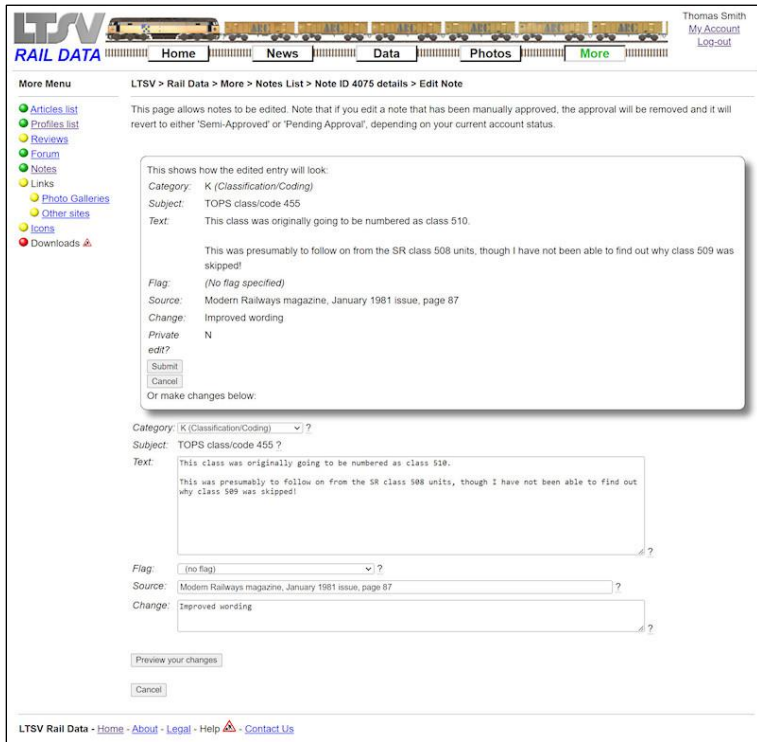 LTSV
RAIL DATA
ARC ARC ARC ARC
Thomas Smith
My Account
Log-out
Home News Data Photos More
More Menu
Articles list
Profiles list
Reviews
Forum
Notes
Links
Photo Galleries
Other sites
Icons
Downloads
LTSV > Rail Data > More > Notes List > Note ID 4075 details > Edit Note
This page allows notes to be edited. Note that if you edit a note that has been manually approved, the approval will be removed and it will
revert to either 'Semi-Approved' or 'Pending Approval', depending on your current account status.
This shows how the edited entry will look:
Category: K (Classification/Coding)
Subject: TOPS class/code 455
Text: This class was originally going to be numbered as class 510.
This was presumably to follow on from the SR class 508 units, though I have not been able to find out why class 509 was
skipped!
Flag: (No flag specified)
Source: Modern Railways magazine, January 1981 issue, page 87
Change: Improved wording
Private N
edit?
Submit
Cancel
Or make changes below:
Category: K (Classification/Coding) ?
Subject: TOPS class/code 455 ?
Text: This class was originally going to be numbered as class 510.
This was presumably to follow on from the SR class 508 units, though I have not been able to find out
why class 509 was skipped!
?
Flag: (no flag) ?
Source: Modern Railways magazine, January 1981 issue, page 87 ?
Change: Improved wording
?
Preview your changes
Cancel
LTSV Rail Data - Home - About - Legal - Help - Contact Us